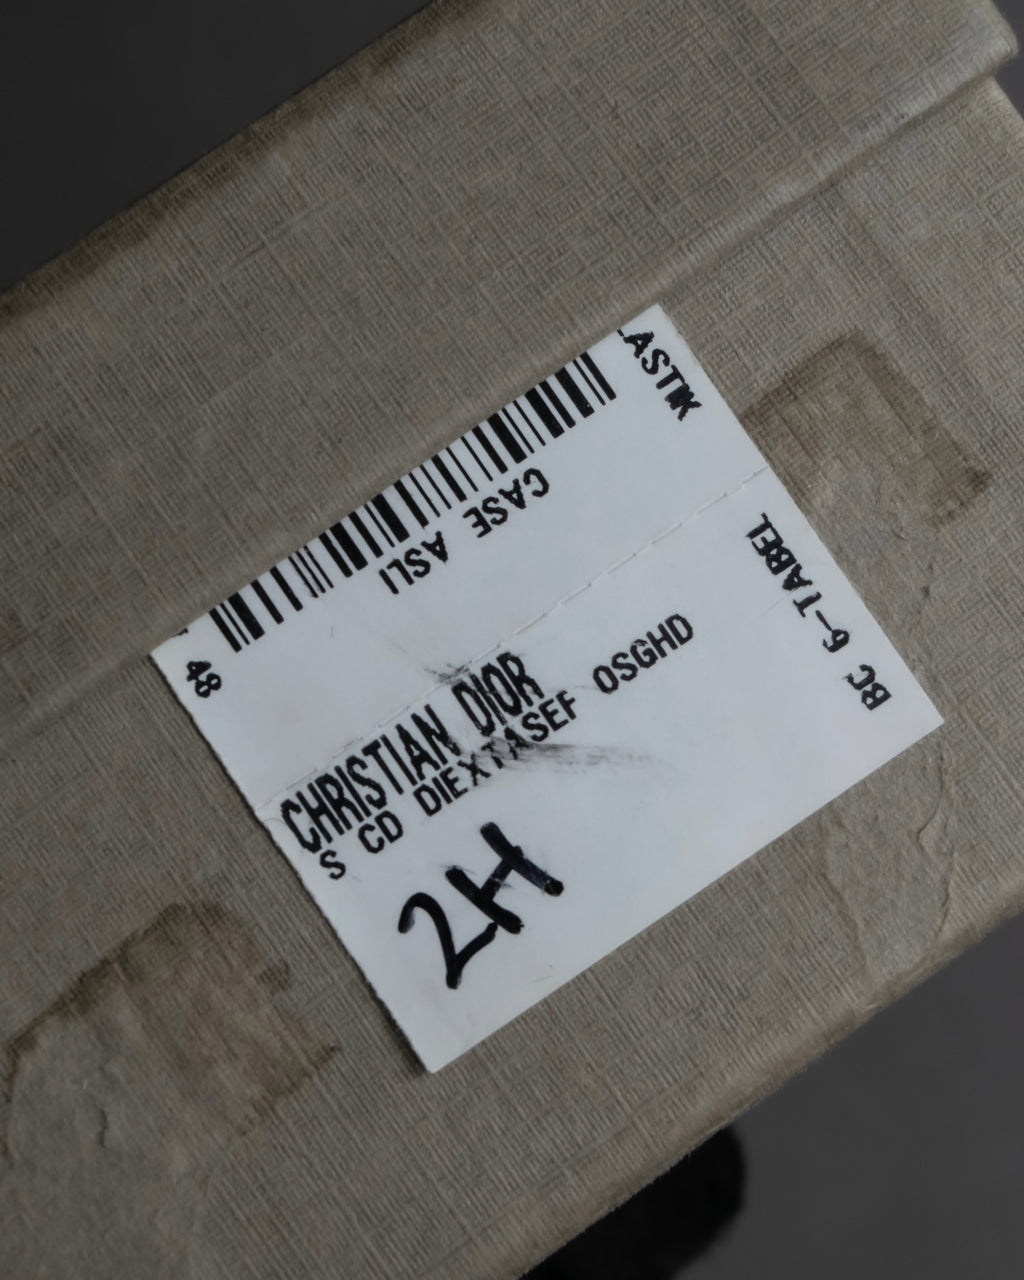 LASTIK
CASE ASLI
48
BC 6-TABEL
CHRISTIAN DIOR
S CD DIEXTASEF OSGHD
2H